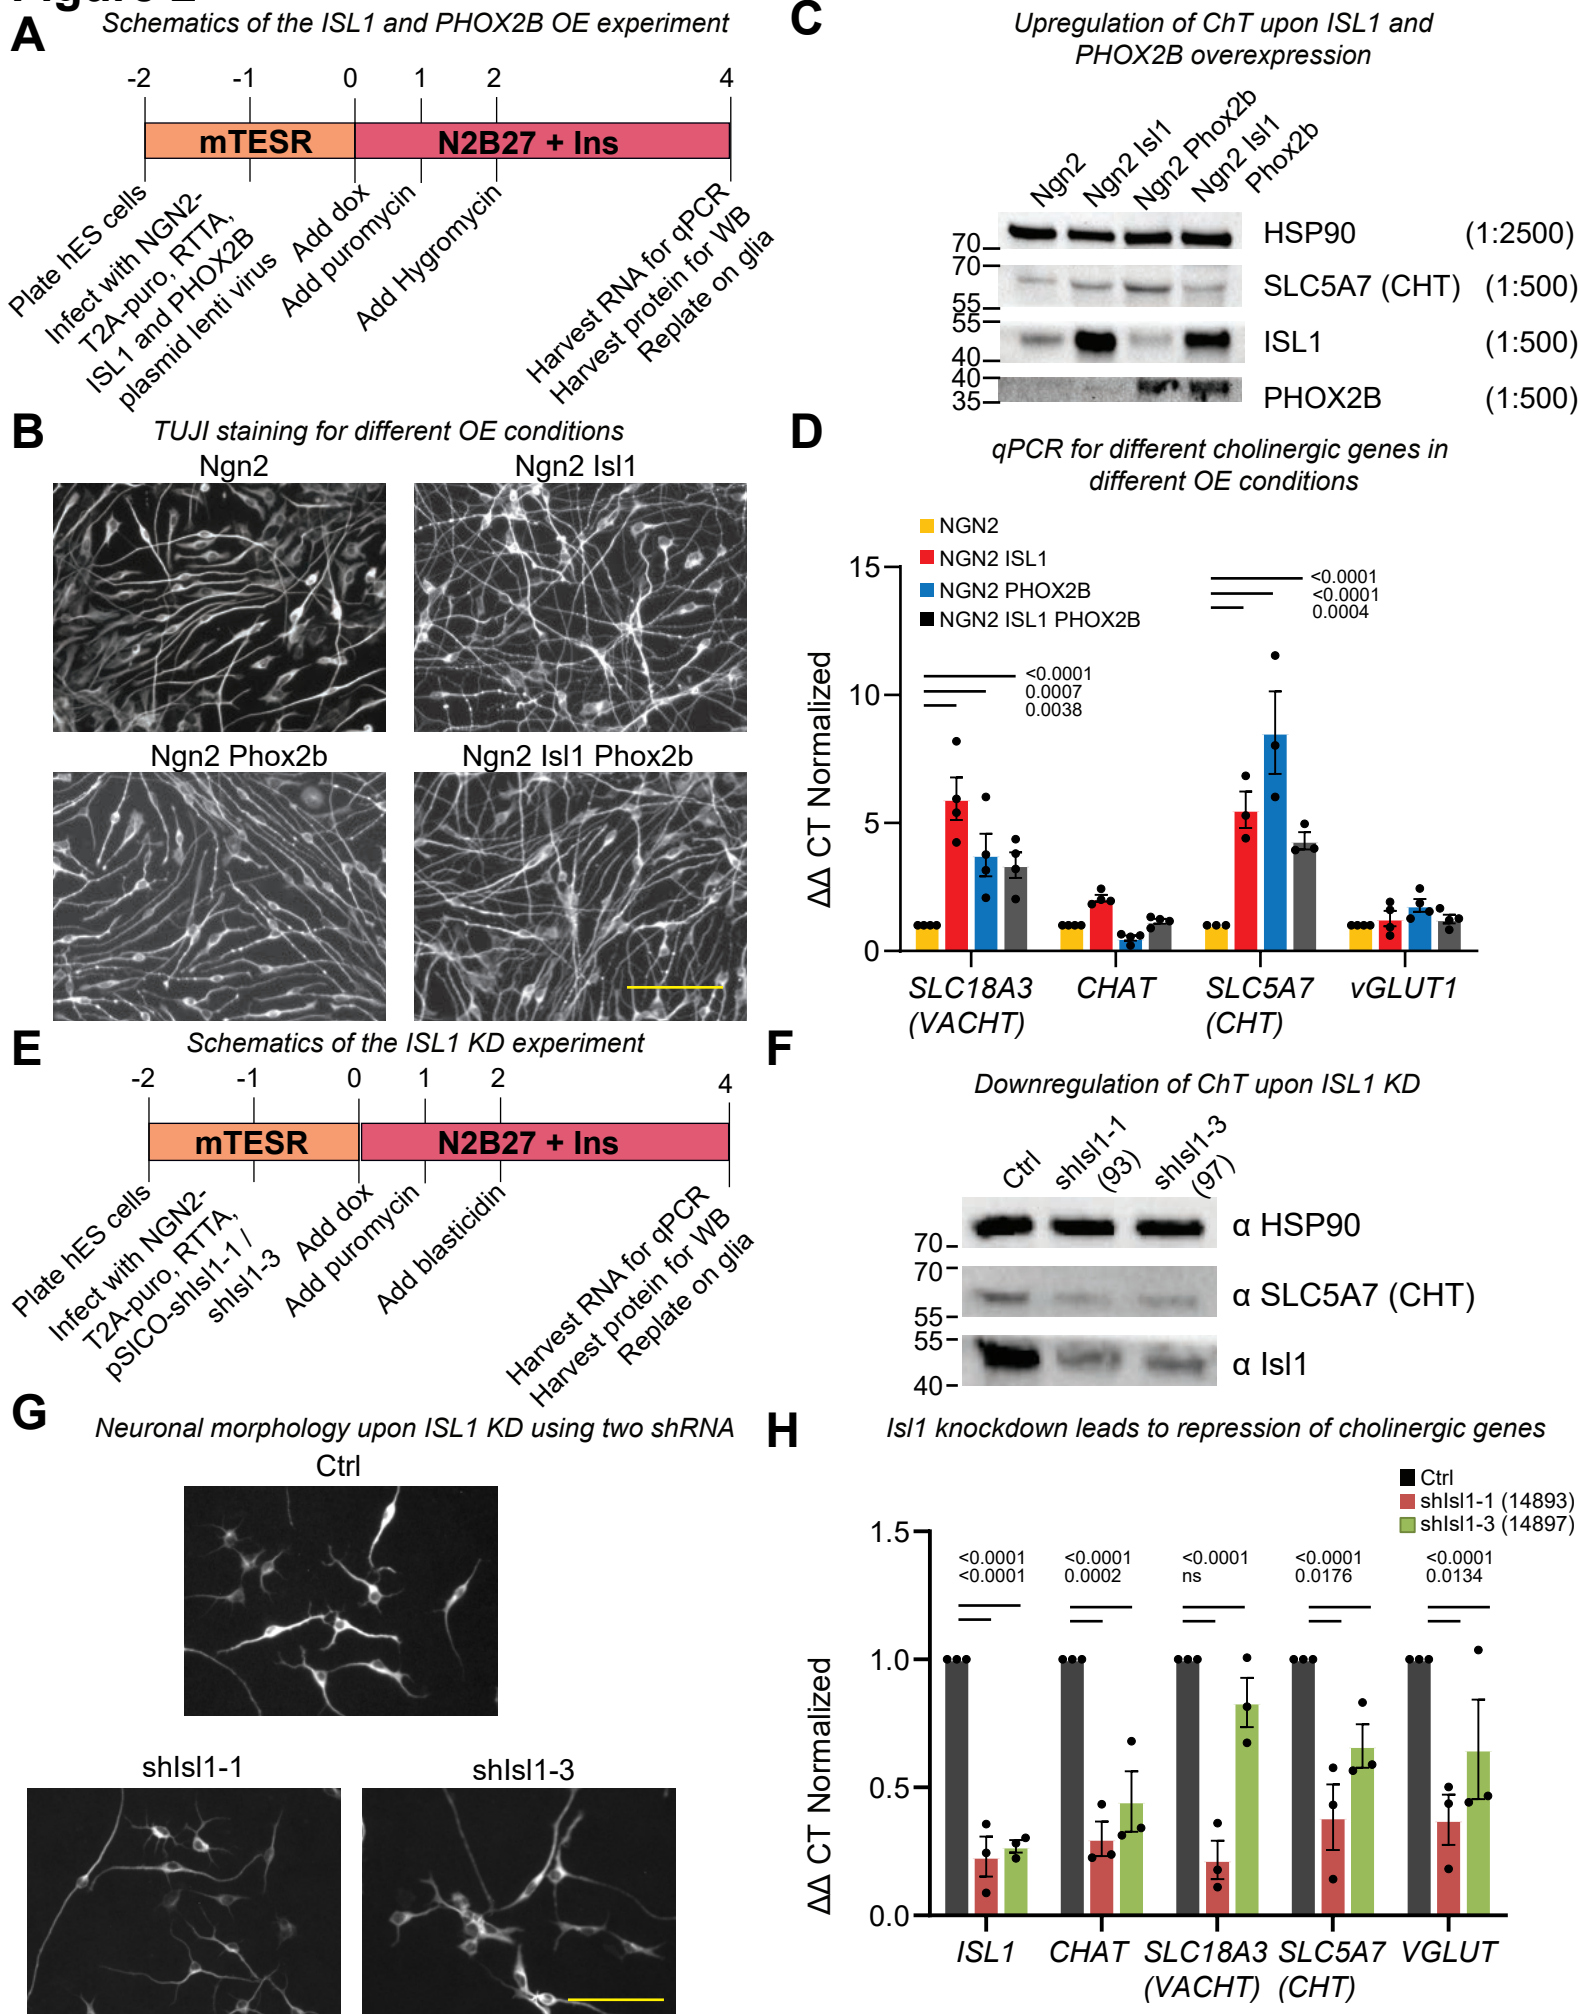 A
Schematics of the ISL1 and PHOX2B OE experiment
-2 -1 0 1 2 4
mTESR N2B27 + Ins
Plate hES cells
Infect with NGN2-
T2A-puro, RTTA,
ISL1 and PHOX2B
plasmid lenti virus
Add dox
Add puromycin
Add Hygromycin
Harvest RNA for qPCR
Harvest protein for WB
Replate on glia
B
TUJI staining for different OE conditions
Ngn2
Ngn2 Isl1
Ngn2 Phox2b
Ngn2 Isl1 Phox2b
C
Upregulation of ChT upon ISL1 and
PHOX2B overexpression
Ngn2
Ngn2 Isl1
Ngn2 Phox2b
Ngn2 Isl1
Phox2b
70
HSP90 (1:2500)
70
55
SLC5A7 (CHT) (1:500)
55
40
ISL1 (1:500)
40
35
PHOX2B (1:500)
D
qPCR for different cholinergic genes in
different OE conditions
NGN2
NGN2 ISL1
NGN2 PHOX2B
NGN2 ISL1 PHOX2B
ΔΔ CT Normalized
15
10
5
0
<0.0001
0.0007
0.0038
<0.0001
<0.0001
0.0004
SLC18A3
(VACHT)
CHAT
SLC5A7
(CHT)
vGLUT1
E
Schematics of the ISL1 KD experiment
-2 -1 0 1 2 4
mTESR N2B27 + Ins
Plate hES cells
Infect with NGN2-
T2A-puro, RTTA,
pSICO-shIsl1-1 /
shIsl1-3
Add dox
Add puromycin
Add blasticidin
Harvest RNA for qPCR
Harvest protein for WB
Replate on glia
F
Downregulation of ChT upon ISL1 KD
Ctrl
shIsl1-1
(93)
shIsl1-3
(97)
70
α HSP90
70
55
α SLC5A7 (CHT)
55
40
α Isl1
G
Neuronal morphology upon ISL1 KD using two shRNA
Ctrl
shIsl1-1
shIsl1-3
H
Isl1 knockdown leads to repression of cholinergic genes
Ctrl
shIsl1-1 (14893)
shIsl1-3 (14897)
ΔΔ CT Normalized
1.5
1.0
0.5
0.0
<0.0001
<0.0001
<0.0001
0.0002
<0.0001
ns
<0.0001
0.0176
<0.0001
0.0134
ISL1
CHAT
SLC18A3
(VACHT)
SLC5A7
(CHT)
VGLUT